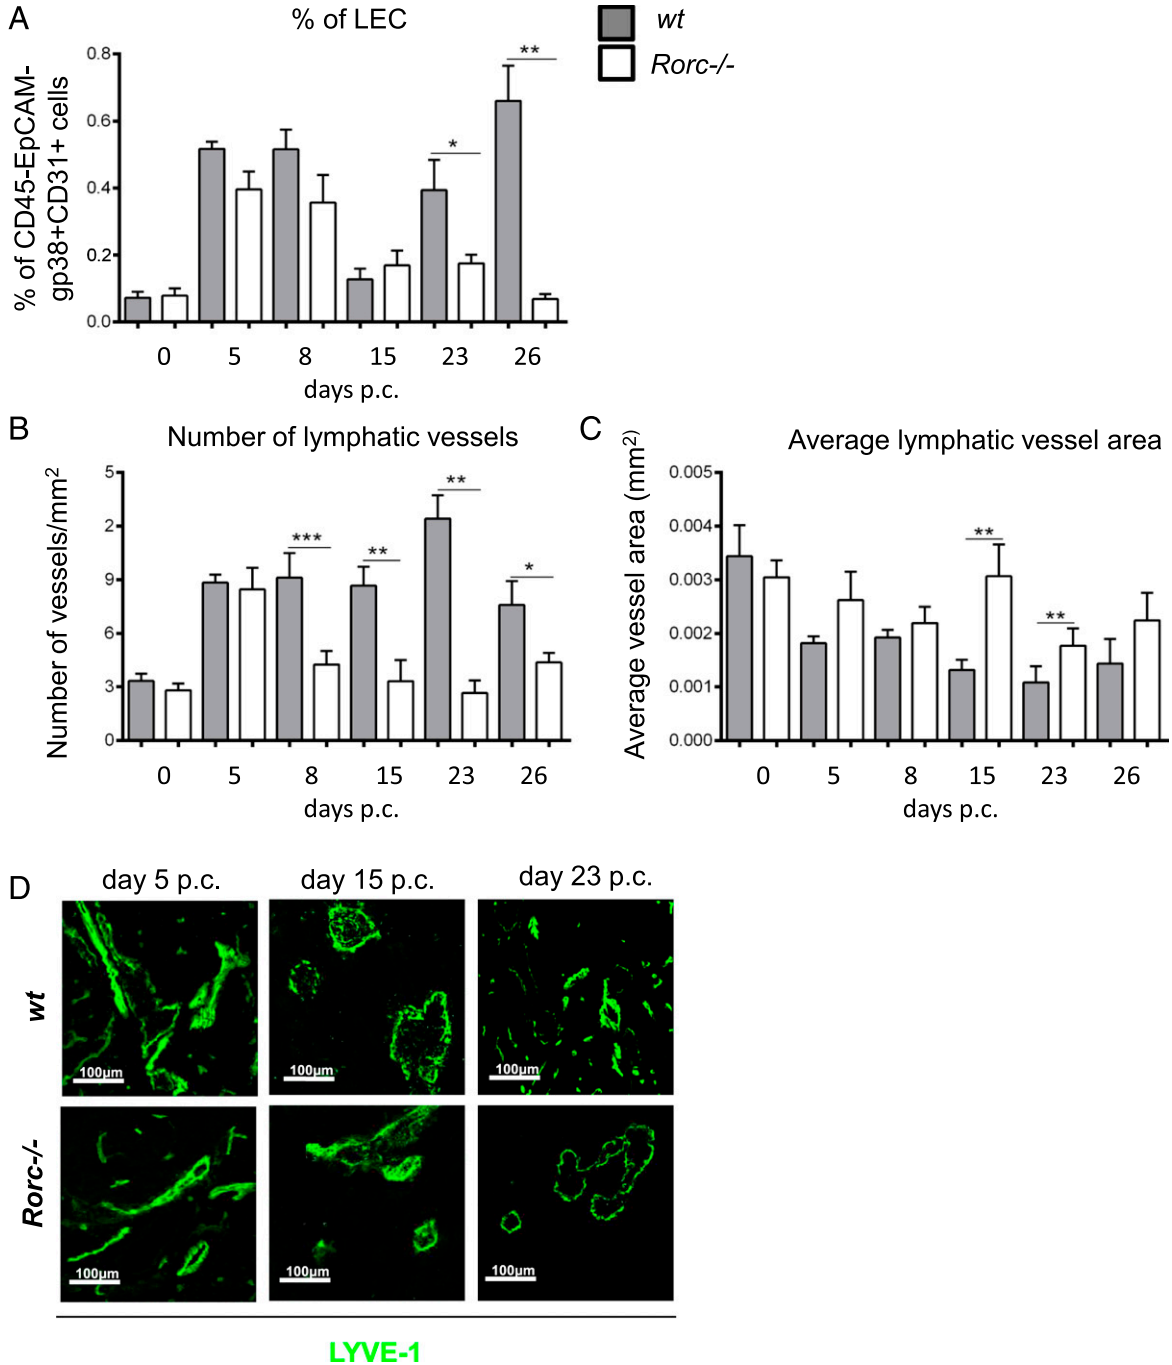 A
% of LEC
wt
Rorc-/-
% of CD45-EpCAM-
gp38+CD31+ cells
0.8
0.6
0.4
0.2
0.0
**
*
0 5 8 15 23 26
days p.c.
B
Number of lymphatic vessels
Number of vessels/mm2
5
2
9
6
3
0
***
**
**
*
0 5 8 15 23 26
days p.c.
C
Average lymphatic vessel area
Average vessel area (mm2)
0.005
0.004
0.003
0.002
0.001
0.000
**
**
0 5 8 15 23 26
days p.c.
D
day 5 p.c. day 15 p.c. day 23 p.c.
wt
100µm 100µm 100µm
Rorc-/-
100µm 100µm 100µm
LYVE-1